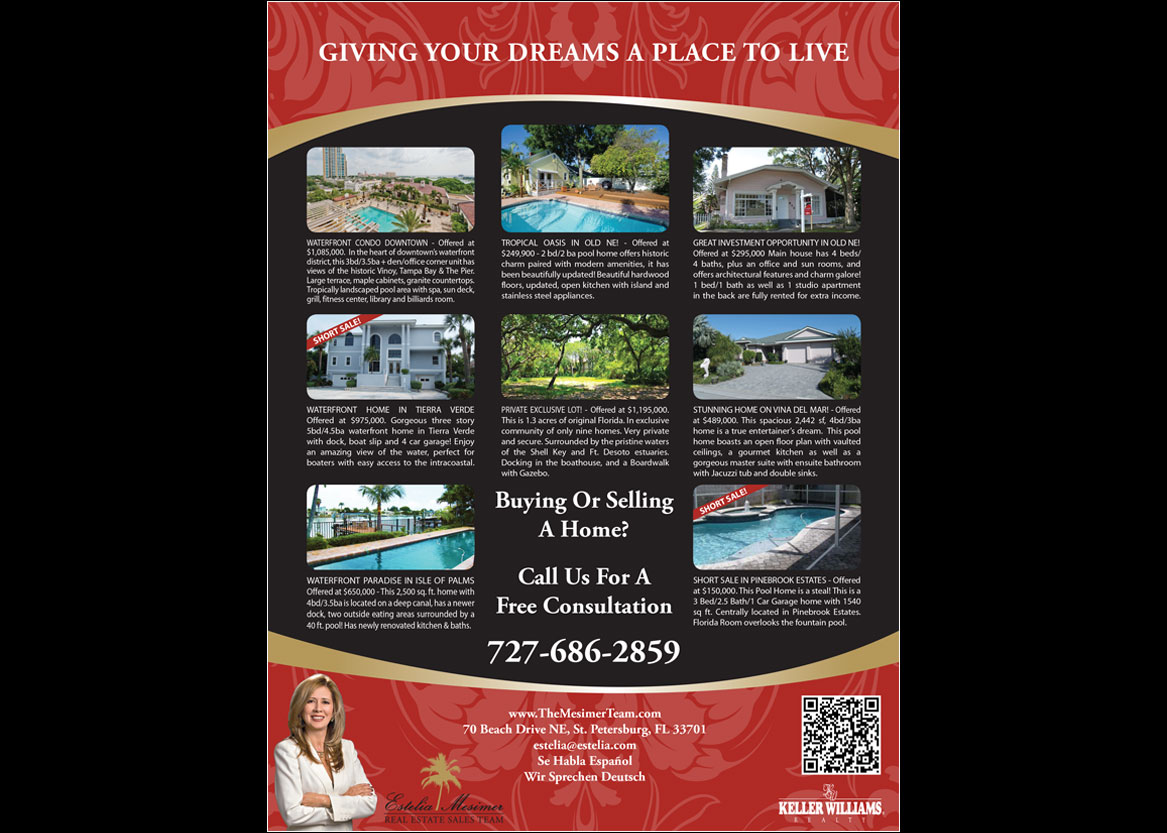 GIVING YOUR DREAMS A PLACE TO LIVE
WATERFRONT CONDO DOWNTOWN - Offered at
$1,085,000. In the heart of downtown's waterfront
district, this 3bd/3.5ba + den/office corner unit has
views of the historic Vinoy, Tampa Bay & The Pier.
Large terrace, maple cabinets, granite countertops.
Tropically landscaped pool area with spa, sun deck,
grill, fitness center, library and billiards room.
TROPICAL OASIS IN OLD NE! - Offered at
$249,900 - 2 bd/2 ba pool home offers historic
charm paired with modern amenities, it has
been beautifully updated! Beautiful hardwood
floors, updated, open kitchen with island and
stainless steel appliances.
GREAT INVESTMENT OPPORTUNITY IN OLD NE!
Offered at $295,000 Main house has 4 beds/
4 baths, plus an office and sun rooms, and
offers architectural features and charm galore!
1 bed/1 bath as well as 1 studio apartment
in the back are fully rented for extra income.
SHORT SALE!
WATERFRONT HOME IN TIERRA VERDE
Offered at $975,000. Gorgeous three story
5bd/4.5ba waterfront home in Tierra Verde
with dock, boat slip and 4 car garage! Enjoy
an amazing view of the water, perfect for
boaters with easy access to the intracoastal.
PRIVATE EXCLUSIVE LOT! - Offered at $1,195,000.
This is 1.3 acres of original Florida. In exclusive
community of only nine homes. Very private
and secure. Surrounded by the pristine waters
of the Shell Key and Ft. Desoto estuaries.
Docking in the boathouse, and a Boardwalk
with Gazebo.
STUNNING HOME ON VINA DEL MAR! - Offered
at $489,000. This spacious 2,442 sf, 4bd/3ba
home is a true entertainer's dream. This pool
home boasts an open floor plan with vaulted
ceilings, a gourmet kitchen as well as a
gorgeous master suite with ensuite bathroom
with Jacuzzi tub and double sinks.
WATERFRONT PARADISE IN ISLE OF PALMS
Offered at $650,000 - This 2,500 sq. ft. home with
4bd/3.5ba is located on a deep canal, has a newer
dock, two outside eating areas surrounded by a
40 ft. pool! Has newly renovated kitchen & baths.
Buying Or Selling
A Home?
Call Us For A
Free Consultation
727-686-2859
SHORT SALE!
SHORT SALE IN PINEBROOK ESTATES - Offered
at $150,000. This Pool Home is a steal! This is a
3 Bed/2.5 Bath/1 Car Garage home with 1540
sq ft. Centrally located in Pinebrook Estates.
Florida Room overlooks the fountain pool.
www.TheMesimerTeam.com
70 Beach Drive NE, St. Petersburg, FL 33701
estelia@estelia.com
Se Habla Español
Wir Sprechen Deutsch
Estelia Mesimer
REAL ESTATE SALES TEAM
KW
KELLER WILLIAMS
REALTY